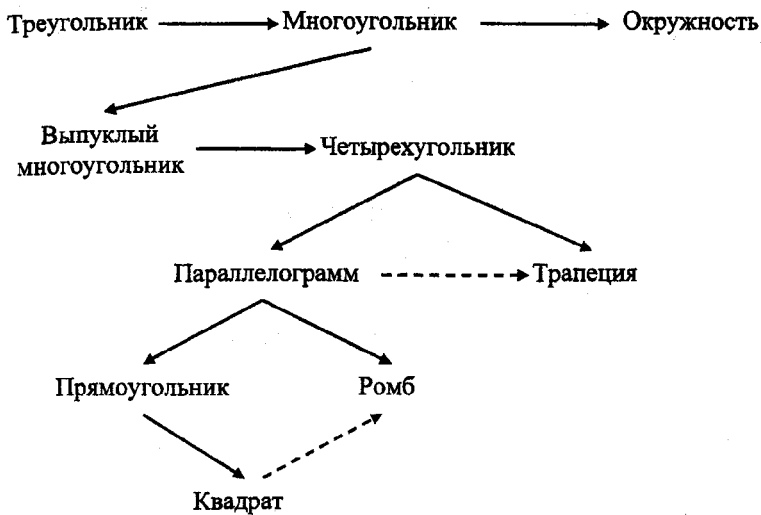 Треугольник Многоугольник Окружность
Выпуклый
многоугольник Четырехугольник
Параллелограмм Трапеция
Прямоугольник Ромб
Квадрат